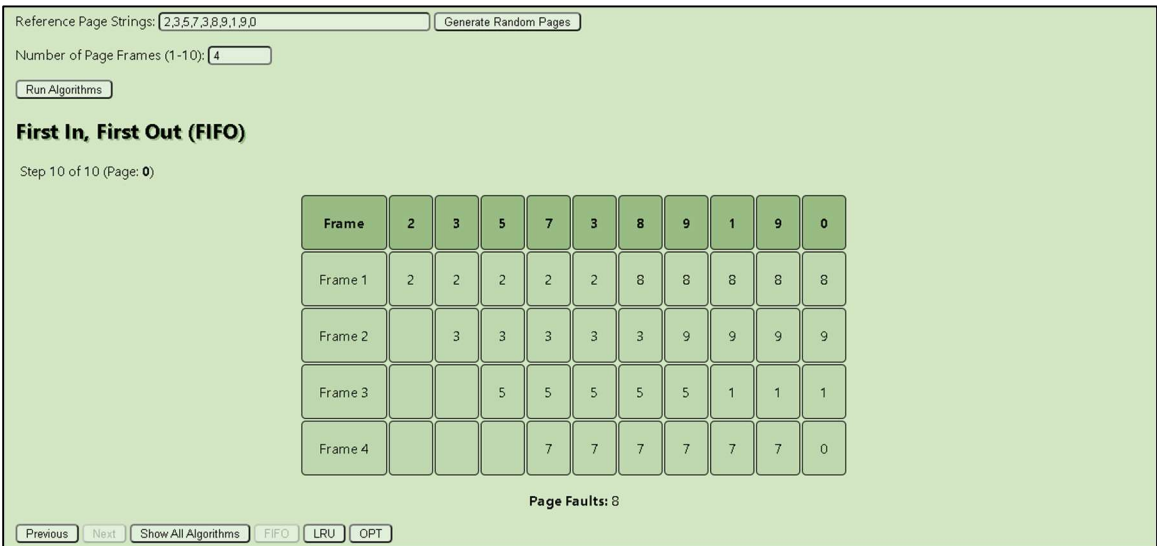 Reference Page Strings: 2,3,5,7,3,8,9,1,9,0 Generate Random Pages
Number of Page Frames (1-10): 4
Run Algorithms
First In, First Out (FIFO)
Step 10 of 10 (Page: 0)
Frame 2 3 5 7 3 8 9 1 9 0
Frame 1 2 2 2 2 2 8 8 8 8 8
Frame 2 3 3 3 3 3 9 9 9 9
Frame 3 5 5 5 5 5 1 1 1
Frame 4 7 7 7 7 7 7 0
Page Faults: 8
Previous Next Show All Algorithms FIFO LRU OPT